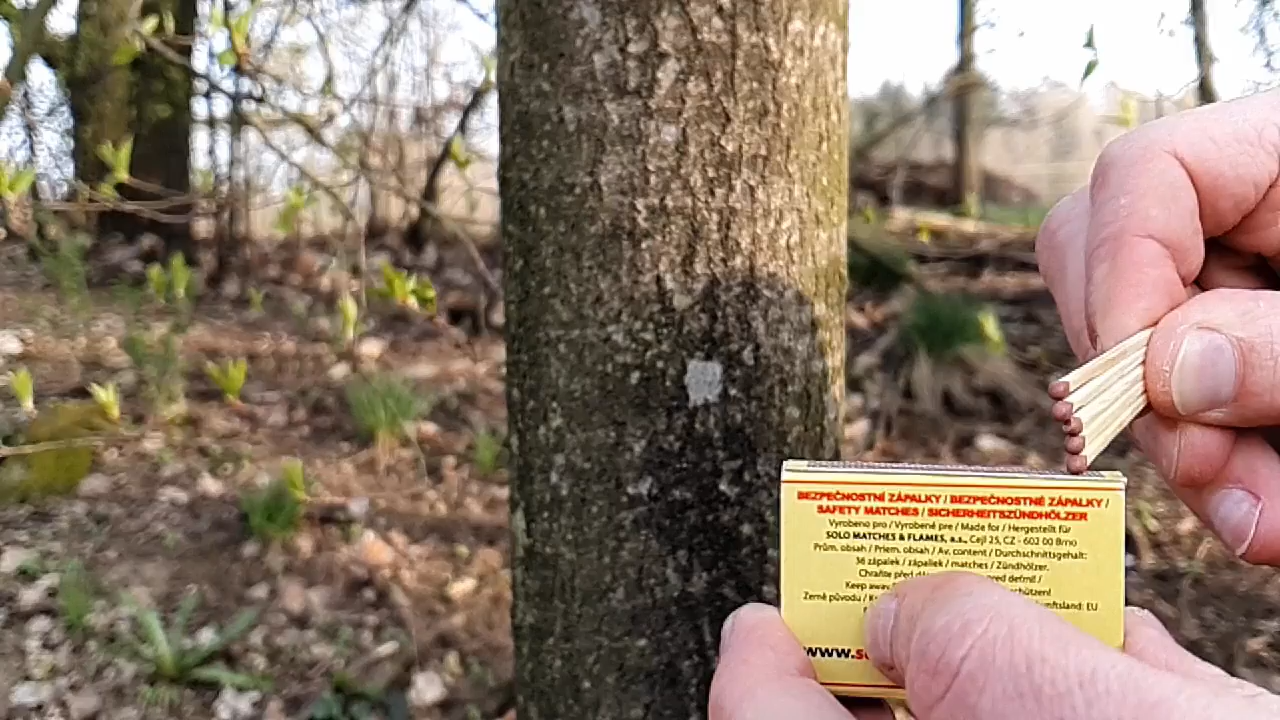 BEZPEČNOSTNÍ ZÁPALKY / BEZPEČNOSTNÉ ZÁPALKY /
SAFETY MATCHES / SICHERHEITSZÜNDHÖLZER
Vyrobeno pro / Vyrobené pre / Made for / Hergestellt für
SOLO MATCHES & FLAMES, a.s., Cejl 25, CZ - 602 00 Brno
Prům. obsah / Priem. obsah / Av. content / Durchschnittsgehalt:
36 zápalek / zápaliek / matches / Zündhölzer.
Chraňte před
Keep away
Země původu / EU
www.